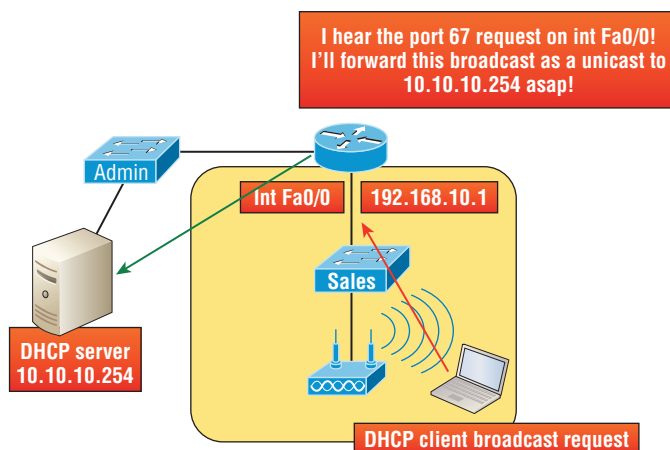 I hear the port 67 request on int Fa0/0!
I'll forward this broadcast as a unicast to
10.10.10.254 asap!
Admin
Int Fa0/0
192.168.10.1
Sales
DHCP server
10.10.10.254
DHCP client broadcast request